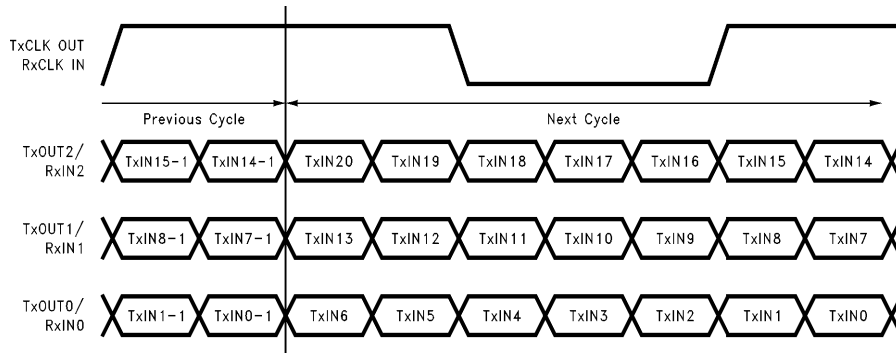 TxCLK OUT
RxCLK IN
Previous Cycle
Next Cycle
TxOUT2/
RxIN2
TxIN15-1 TxIN14-1 TxIN20 TxIN19 TxIN18 TxIN17 TxIN16 TxIN15 TxIN14
TxOUT1/
RxIN1
TxIN8-1 TxIN7-1 TxIN13 TxIN12 TxIN11 TxIN10 TxIN9 TxIN8 TxIN7
TxOUT0/
RxIN0
TxIN1-1 TxIN0-1 TxIN6 TxIN5 TxIN4 TxIN3 TxIN2 TxIN1 TxIN0